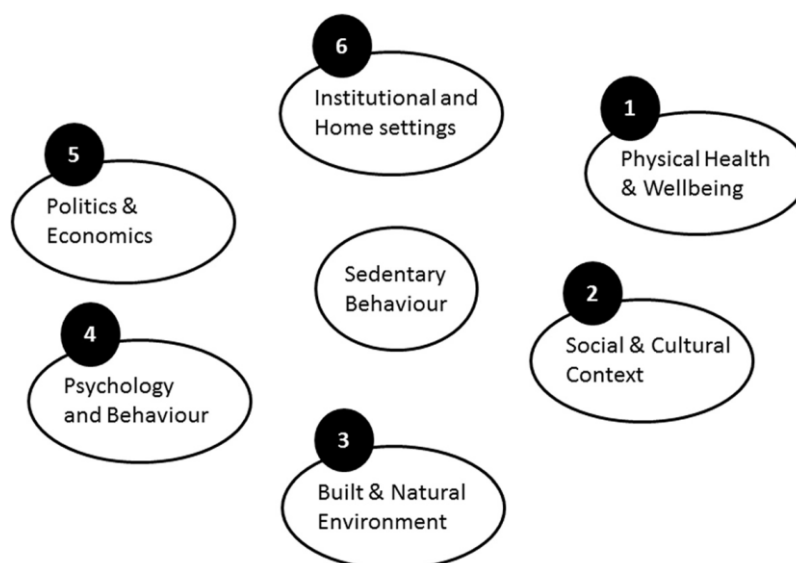 6
Institutional and
Home settings
1
Physical Health
& Wellbeing
5
Politics &
Economics
Sedentary
Behaviour
2
Social & Cultural
Context
4
Psychology
and Behaviour
3
Built & Natural
Environment